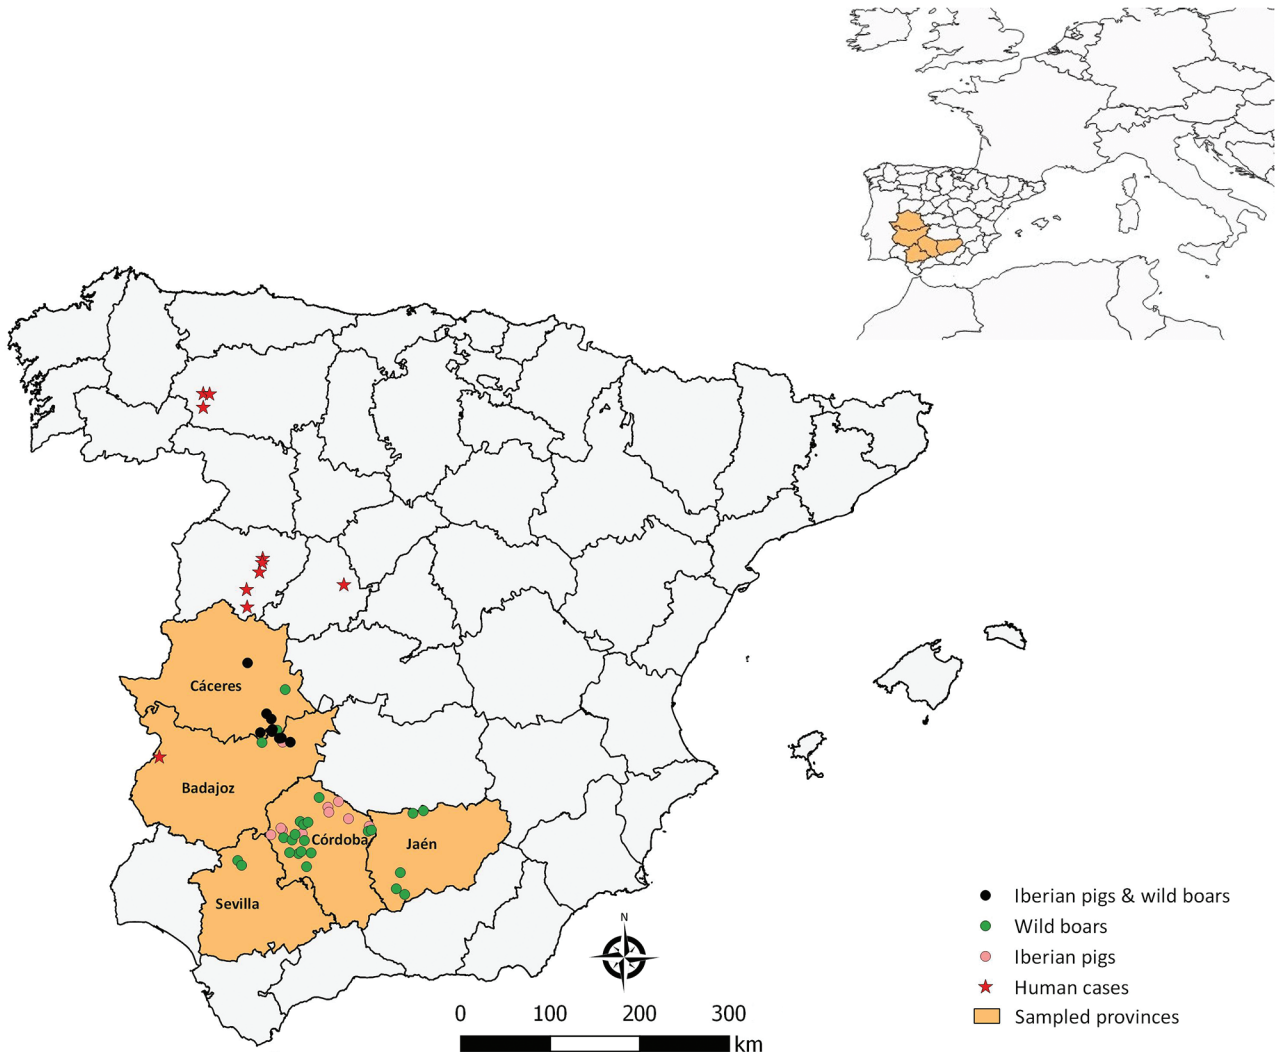 Cáceres
Badajoz
Córdoba
Jaén
Sevilla
N
Iberian pigs & wild boars
Wild boars
Iberian pigs
Human cases
Sampled provinces
0 100 200 300
km